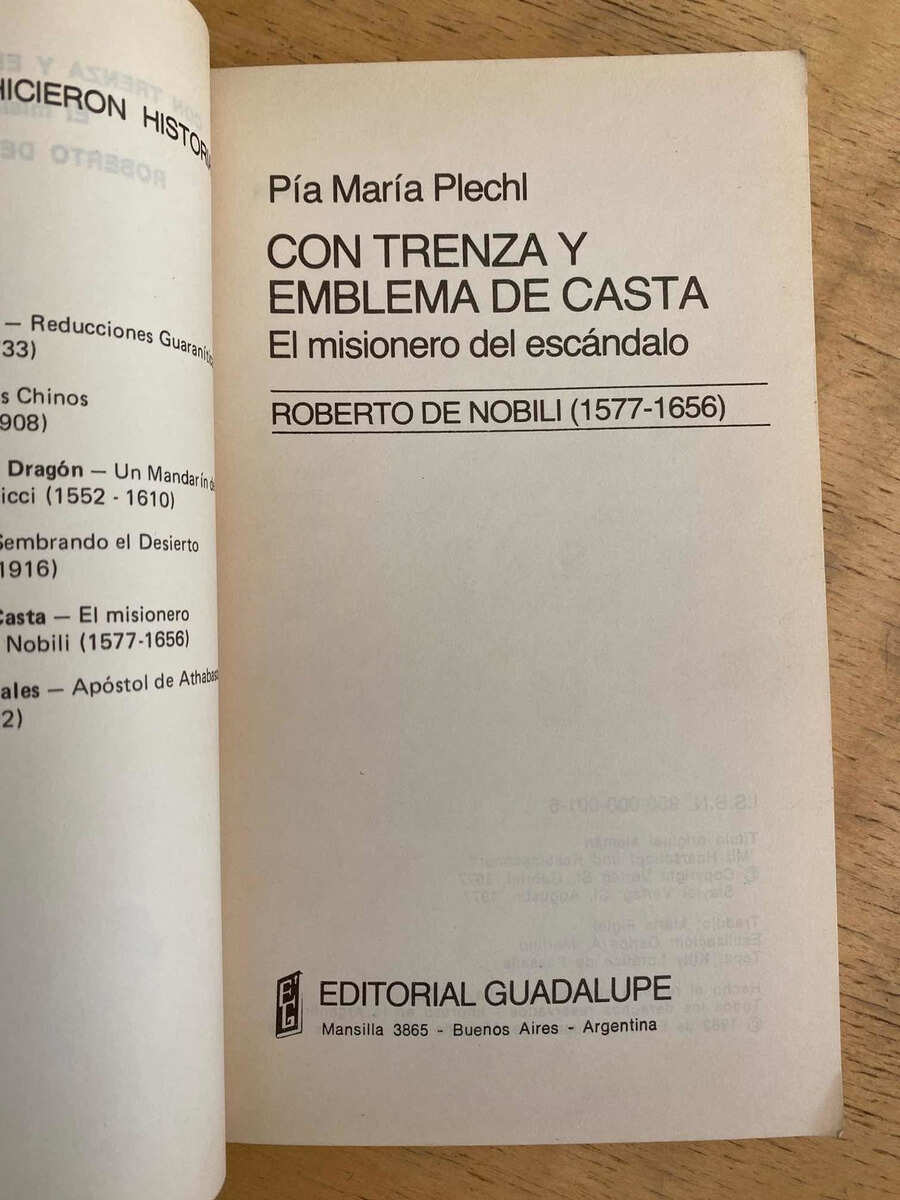 HICIERON HISTORIA
— Reducciones Guaraníticas
33)
s Chinos
908)
Dragón — Un Mandarín de
icci (1552 - 1610)
Sembrando el Desierto
1916)
Casta — El misionero
Nobili (1577-1656)
ales — Apóstol de Athabasca
2)
Pía María Plechl
CON TRENZA Y
EMBLEMA DE CASTA
El misionero del escándalo
ROBERTO DE NOBILI (1577-1656)
EDITORIAL GUADALUPE
Mansilla 3865 - Buenos Aires - Argentina